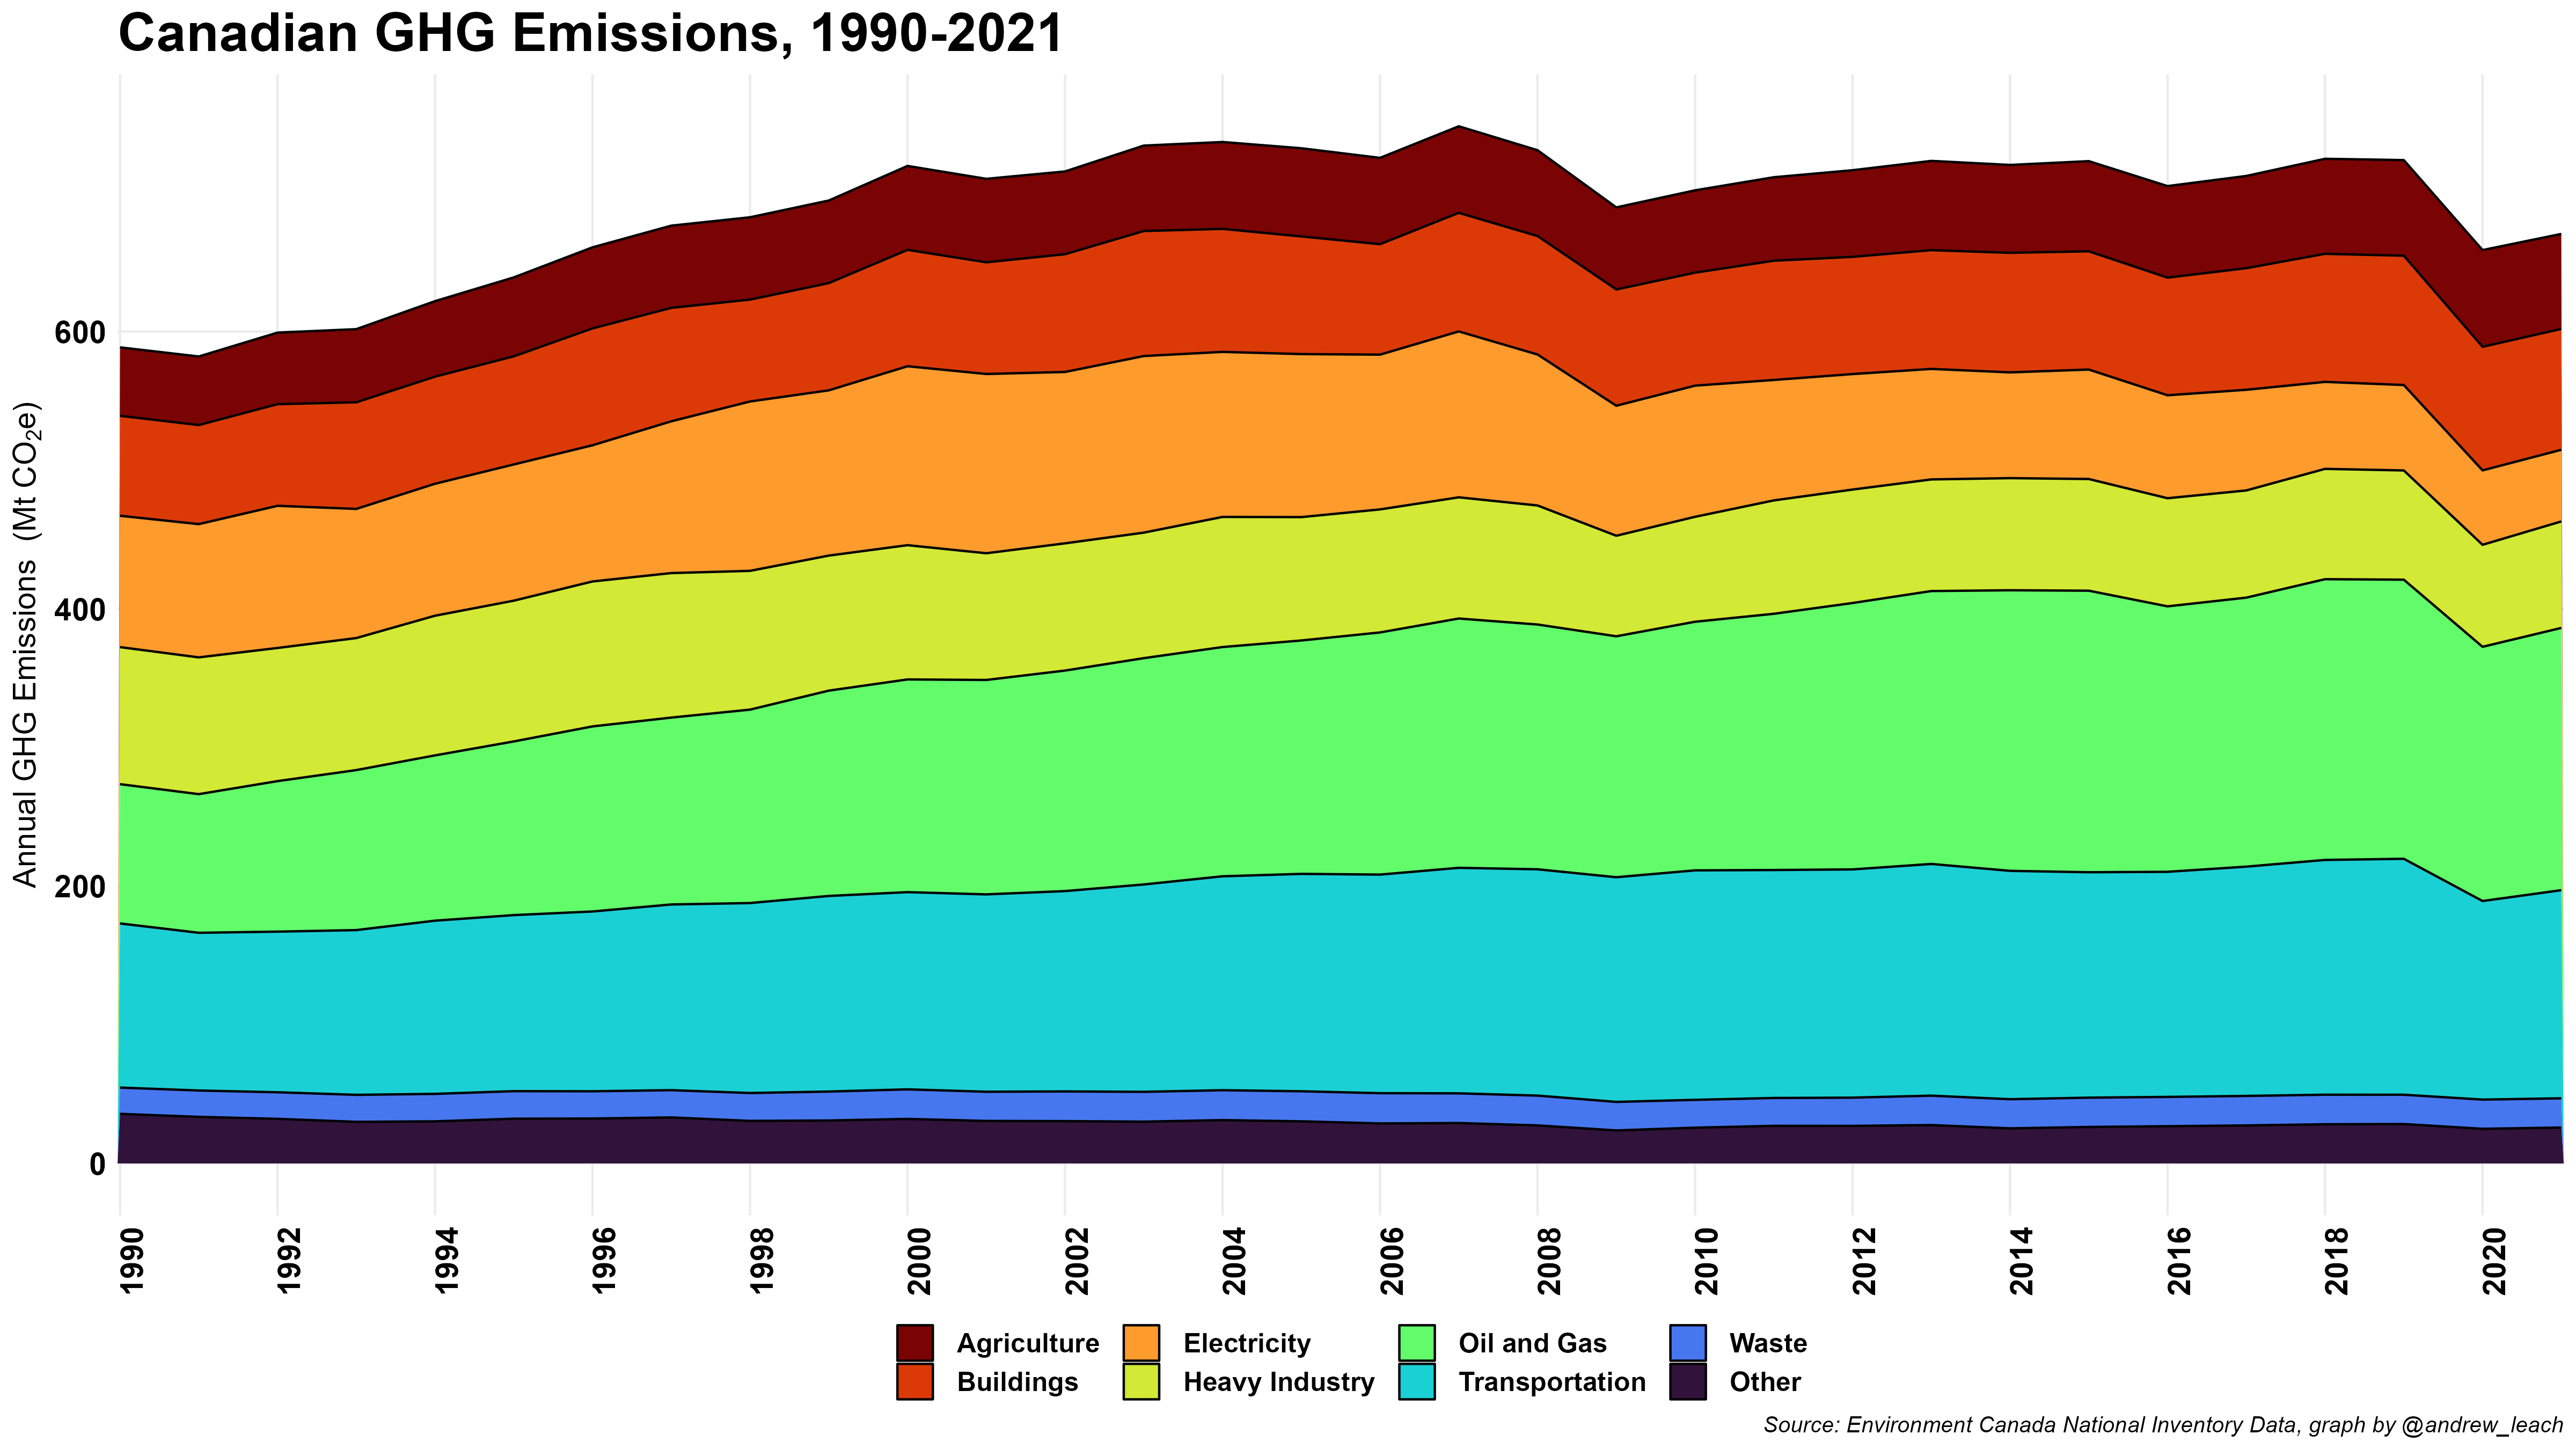 Canadian GHG Emissions, 1990-2021
Annual GHG Emissions (Mt CO₂e)
600
400
200
0
1990 1992 1994 1996 1998 2000 2002 2004 2006 2008 2010 2012 2014 2016 2018 2020
Agriculture Electricity Oil and Gas Waste
Buildings Heavy Industry Transportation Other
Source: Environment Canada National Inventory Data, graph by @andrew_leach